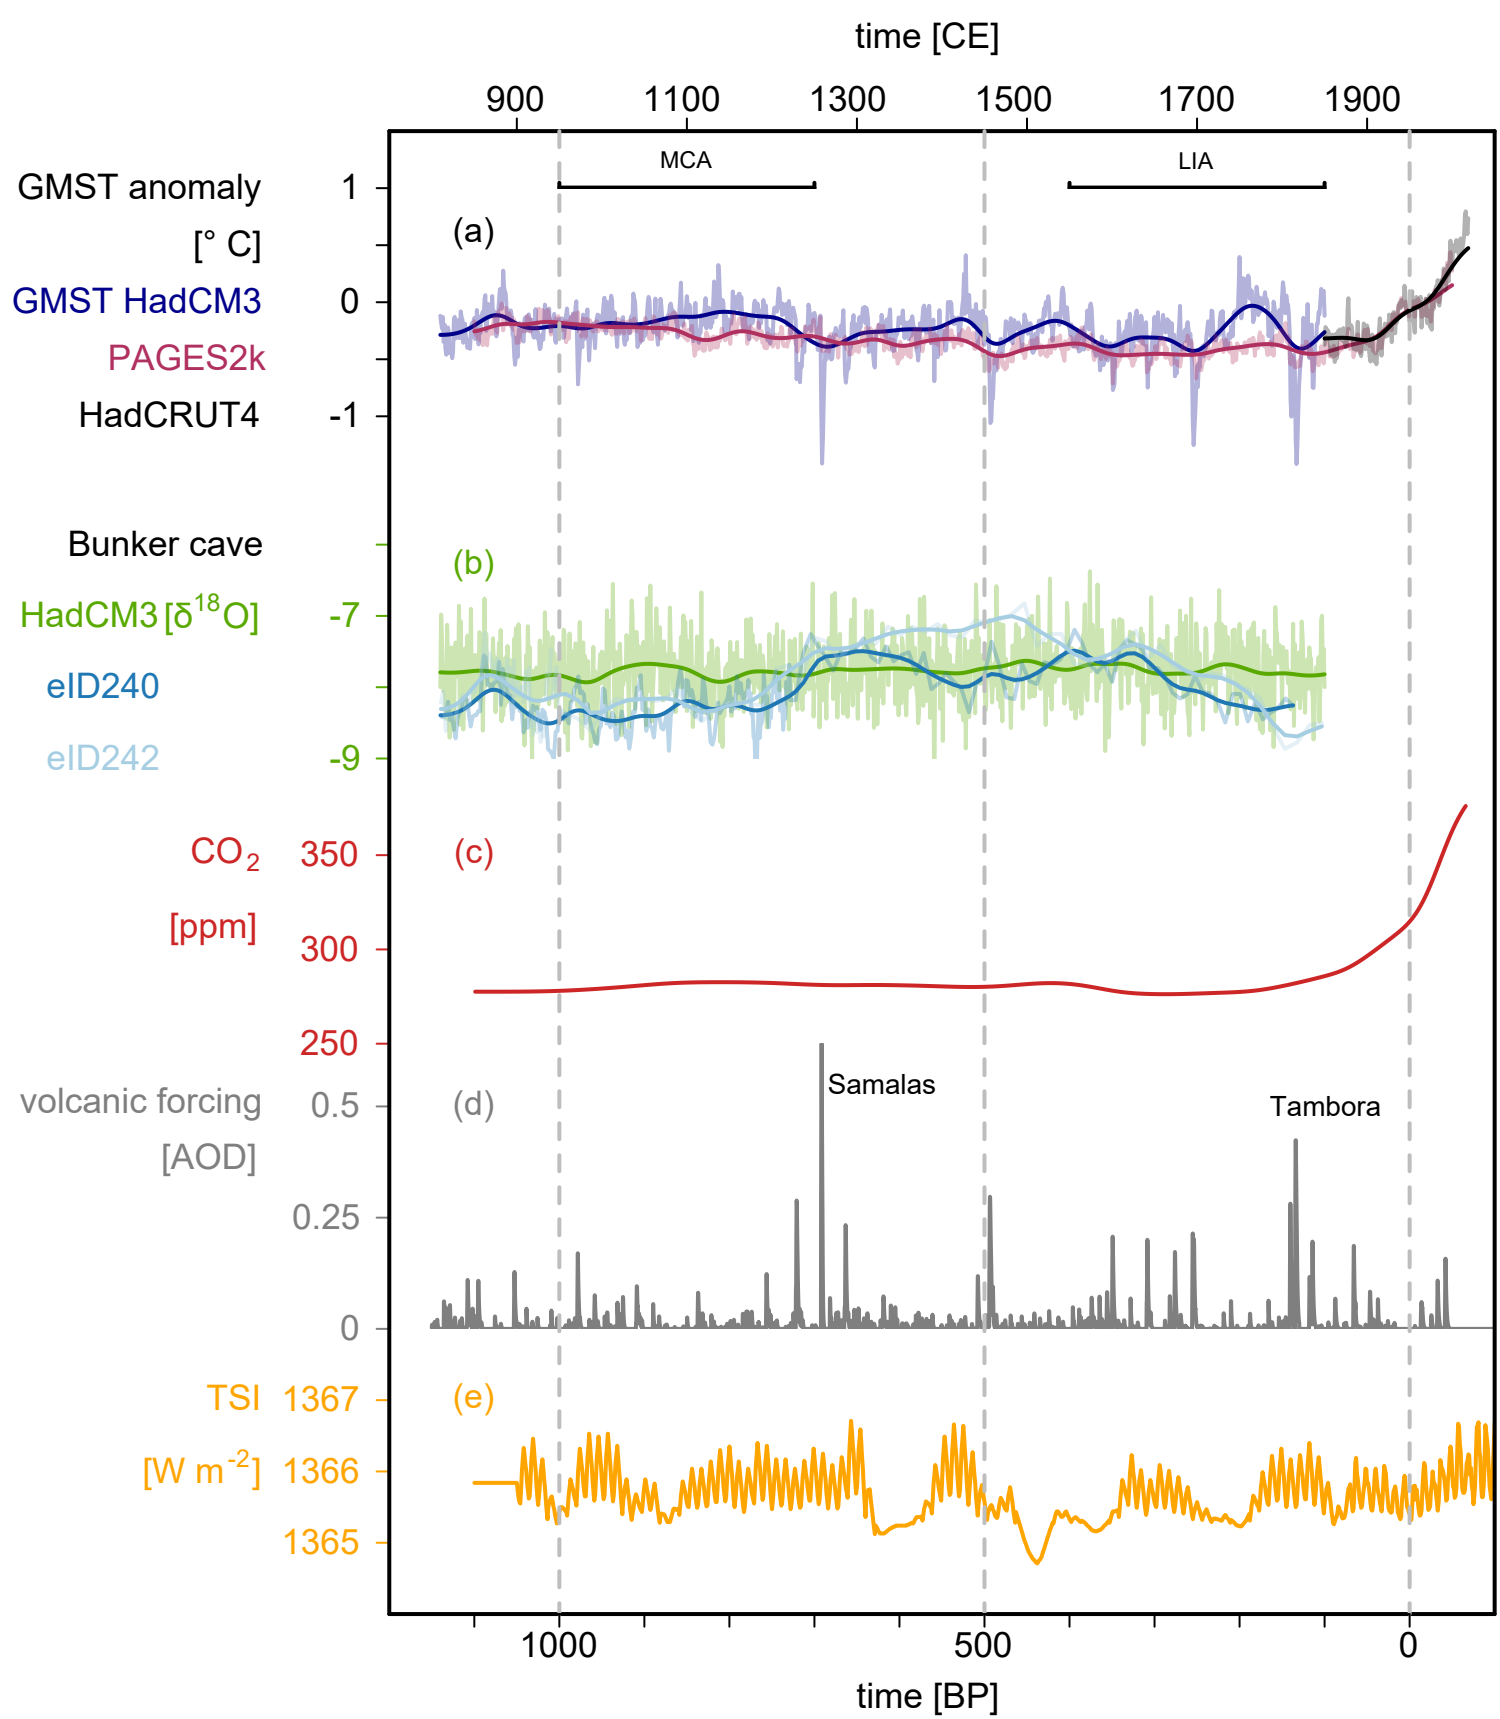 time [CE]
900 1100 1300 1500 1700 1900
MCA LIA
GMST anomaly 1
(a)
[° C]
GMST HadCM3 0
PAGES2k
HadCRUT4 -1
Bunker cave
(b)
HadCM3 [δ18O] -7
eID240
eID242 -9
CO2 350 (c)
[ppm]
300
250
Samalas
volcanic forcing 0.5 (d) Tambora
[AOD]
0.25
0
TSI 1367 (e)
[W m-2] 1366
1365
1000 500 0
time [BP]